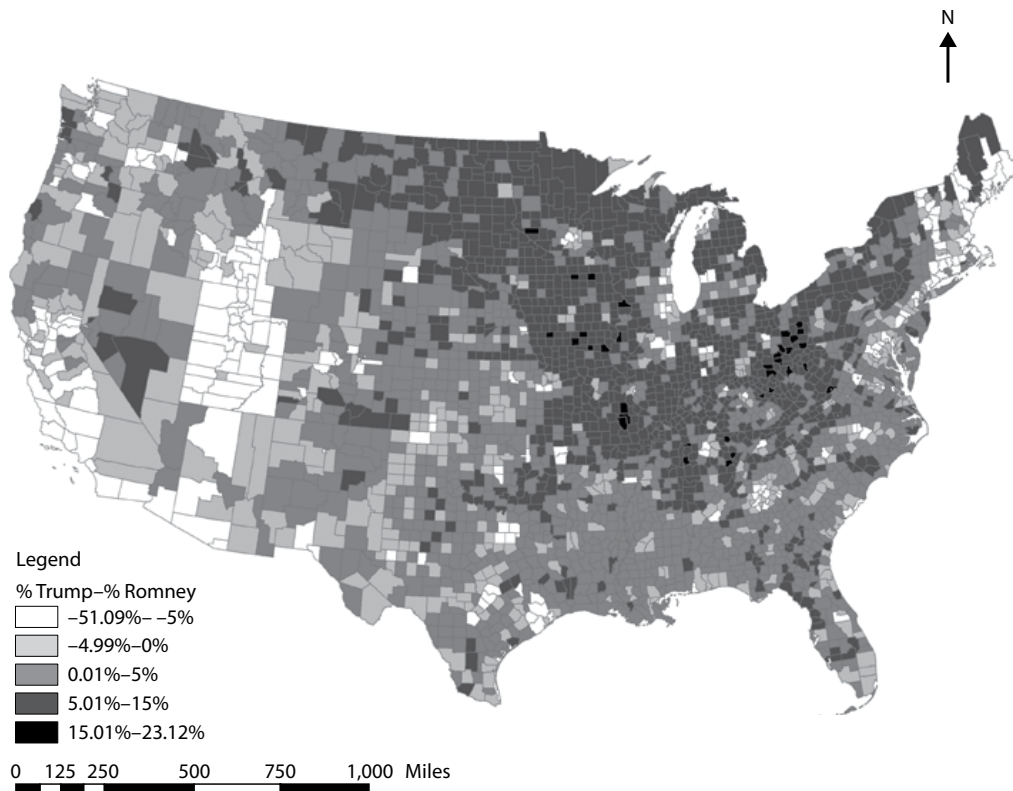 N
Legend
% Trump–% Romney
–51.09%– –5%
–4.99%–0%
0.01%–5%
5.01%–15%
15.01%–23.12%
0 125 250 500 750 1,000 Miles